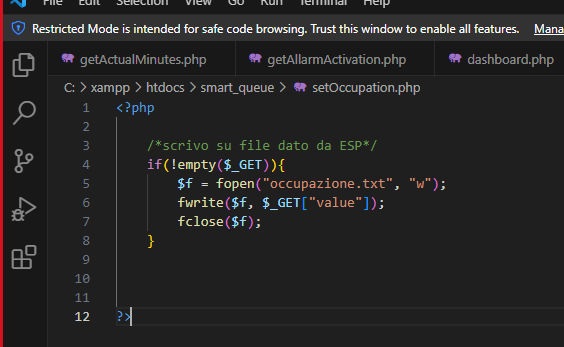 File Edit Selection View Go Run Terminal Help
Restricted Mode is intended for safe code browsing. Trust this window to enable all features. Mana
getActualMinutes.php getAllarmActivation.php dashboard.php
C: > xampp > htdocs > smart_queue > setOccupation.php
1 <?php
2
3 /*scrivo su file dato da ESP*/
4 if(!empty($_GET)){
5 $f = fopen("occupazione.txt", "w");
6 fwrite($f, $_GET["value"]);
7 fclose($f);
8 }
9
10
11
12 ?>